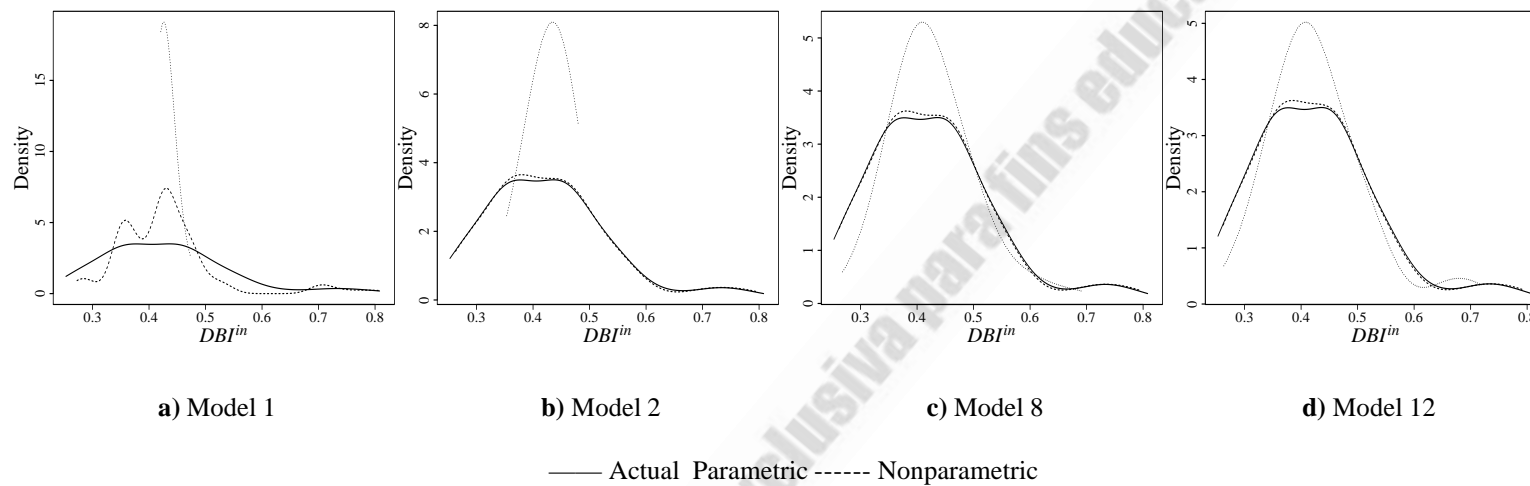 15
10
5
0
Density
0.3 0.4 0.5 0.6 0.7 0.8
DBI^in
a) Model 1
8
6
4
2
0
Density
0.3 0.4 0.5 0.6 0.7 0.8
DBI^in
b) Model 2
5
4
3
2
1
0
Density
0.3 0.4 0.5 0.6 0.7 0.8
DBI^in
c) Model 8
5
4
3
2
1
0
Density
0.3 0.4 0.5 0.6 0.7 0.8
DBI^in
d) Model 12
Actual Parametric ------ Nonparametric
para fins